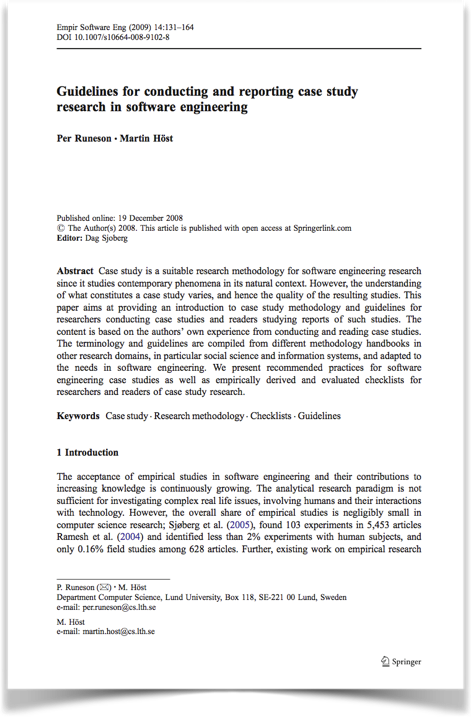 Empir Software Eng (2009) 14:131–164
DOI 10.1007/s10664-008-9102-8
Guidelines for conducting and reporting case study
research in software engineering
Per Runeson · Martin Höst
Published online: 19 December 2008
© The Author(s) 2008. This article is published with open access at Springerlink.com
Editor: Dag Sjoberg
Abstract Case study is a suitable research methodology for software engineering research
since it studies contemporary phenomena in its natural context. However, the understanding
of what constitutes a case study varies, and hence the quality of the resulting studies. This
paper aims at providing an introduction to case study methodology and guidelines for
researchers conducting case studies and readers studying reports of such studies. The
content is based on the authors' own experience from conducting and reading case studies.
The terminology and guidelines are compiled from different methodology handbooks in
other research domains, in particular social science and information systems, and adapted to
the needs in software engineering. We present recommended practices for software
engineering case studies as well as empirically derived and evaluated checklists for
researchers and readers of case study research.
Keywords Case study · Research methodology · Checklists · Guidelines
1 Introduction
The acceptance of empirical studies in software engineering and their contributions to
increasing knowledge is continuously growing. The analytical research paradigm is not
sufficient for investigating complex real life issues, involving humans and their interactions
with technology. However, the overall share of empirical studies is negligibly small in
computer science research; Sjøberg et al. (2005), found 103 experiments in 5,453 articles
Ramesh et al. (2004) and identified less than 2% experiments with human subjects, and
only 0.16% field studies among 628 articles. Further, existing work on empirical research
P. Runeson (✉) · M. Höst
Department Computer Science, Lund University, Box 118, SE-221 00 Lund, Sweden
e-mail: per.runeson@cs.lth.se
M. Höst
e-mail: martin.host@cs.lth.se
Springer